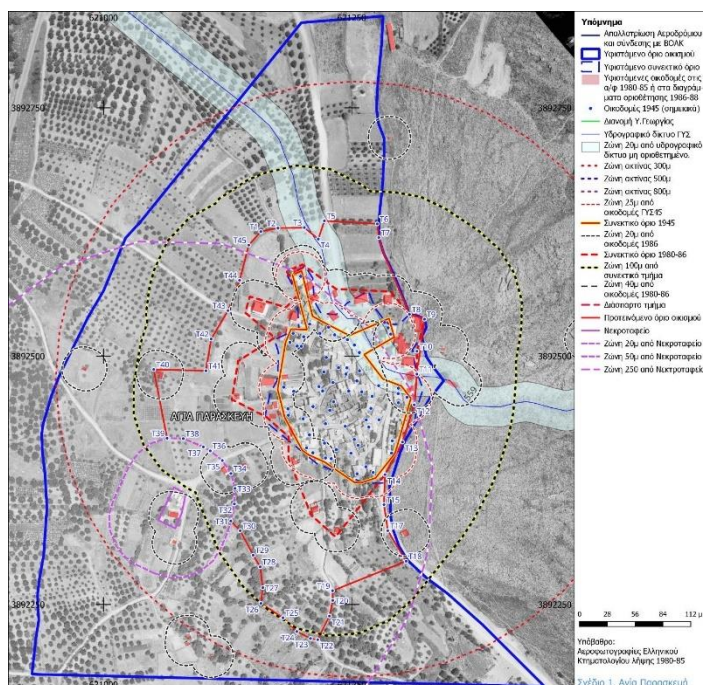 621250
3892750
3892500
3892250
621000
ΑΓΙΑ ΠΑΡΑΣΚΕΥΗ
T1
T2
T3
T4
T5
T6
T7
T8
T9
T10
T12
T13
T14
T15
T17
T18
T19
T20
T21
T22
T23
T24
T25
T26
T27
T28
T29
T30
T31
T32
T33
T34
T35
T36
T37
T38
T39
T40
T41
T42
T43
T44
T45
Υπόμνημα
Απαλλοτρίωση Αεροδρόμιου
και σύνδεσης με ΒΟΑΚ
Υφιστάμενο όριο οικισμού
Υφιστάμενο συνεκτικό όριο
Υφιστάμενες οικοδομές στις
α/φ 1980-85 ή στα διαγράμ-
ματα οριοθέτησης 1986-88
Οικοδομές 1945 (σημειακά)
Διανομή Υ.Γεωργίας
Υδρογραφικό δίκτυο ΓΥΣ
Ζώνη 20μ από υδρογραφικό
δίκτυο μη οριοθετημένο.
Ζώνη ακτίνας 300μ
Ζώνη ακτίνας 500μ
Ζώνη ακτίνας 800μ
Ζώνη 25μ από
οικοδομές ΓΥΣ45
Συνεκτικό όριο 1945
Ζώνη 20μ από
οικοδομές 1986
Συνεκτικό όριο 1980-86
Ζώνη 100μ από
συνεκτικό τμήμα
Ζώνη 40μ από
οικοδομές 1980-86
Διάσπαρτο τμήμα
Προτεινόμενο όριο οικισμού
Νεκροταφείο
Ζώνη 20μ από Νεκροταφείο
Ζώνη 50μ από Νεκροταφείο
Ζώνη 250 από Νεκροταφείο
0 28 56 84 112 μ
Υπόβαθρο:
Αεροφωτογραφίες Ελληνικού
Κτηματολογίου λήψης 1980-85
Σχέδιο 1. Αγία Παρασκευή